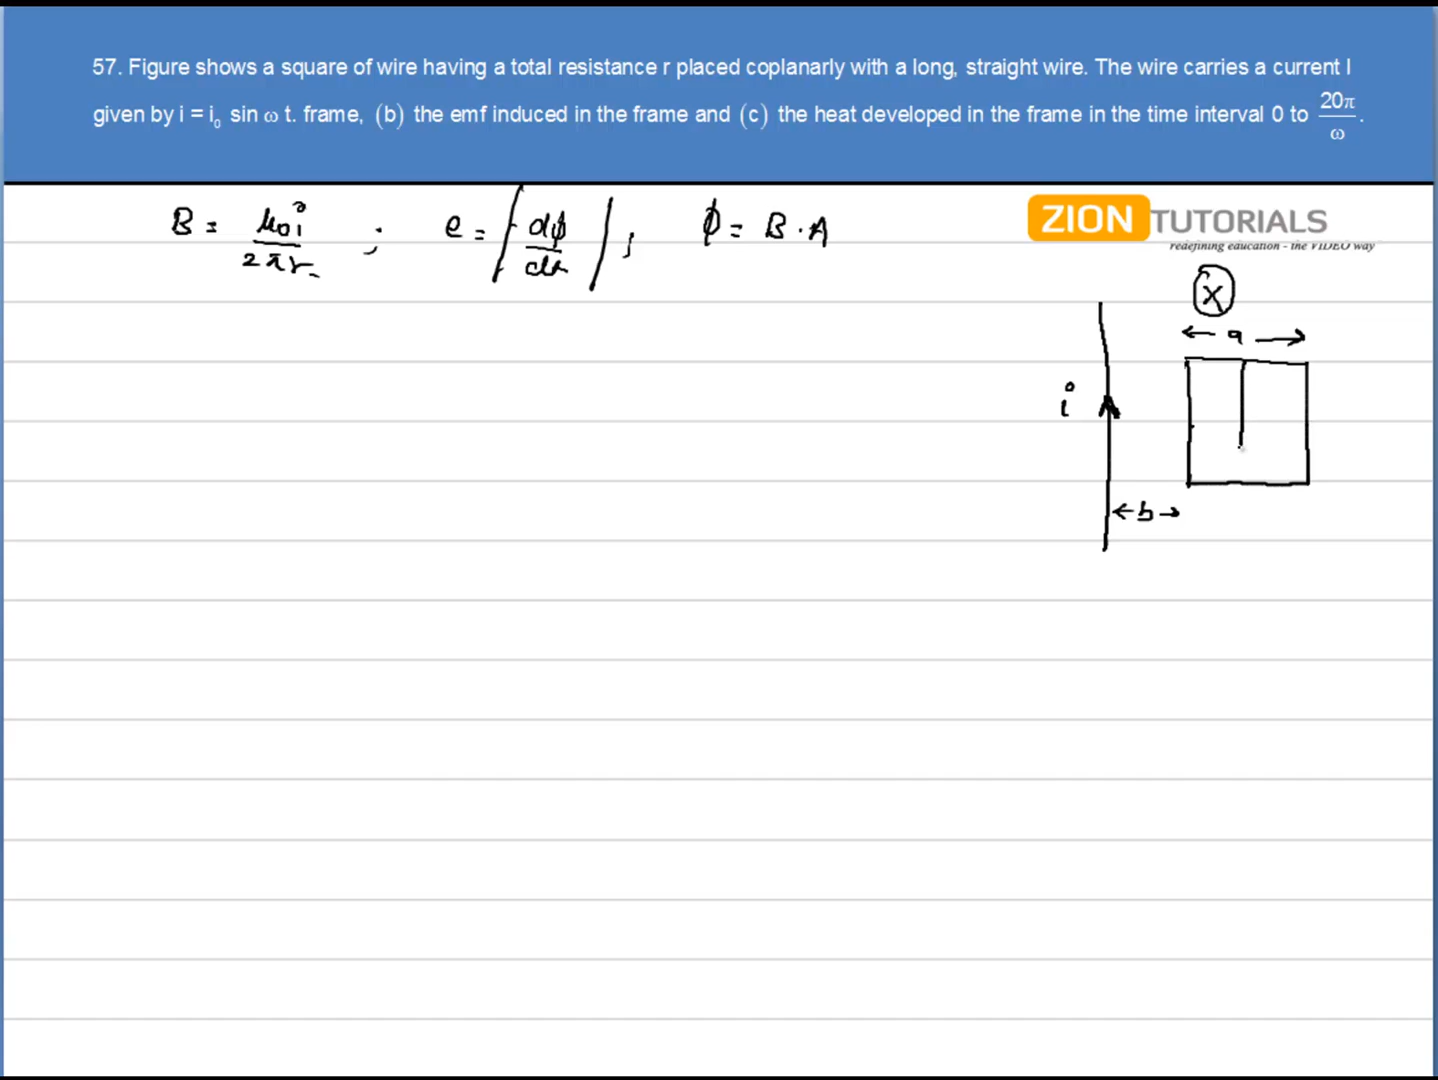 57. Figure shows a square of wire having a total resistance r placed coplanarly with a long, straight wire. The wire carries a current I
given by i = i₀ sin ω t. frame, (b) the emf induced in the frame and (c) the heat developed in the frame in the time interval 0 to 20π/ω.
B = μ₀i/2πr ; e = |dφ/dt| ; φ = B · A
ZION TUTORIALS
redefining education - the VIDEO way
X
← a →
i
← b →